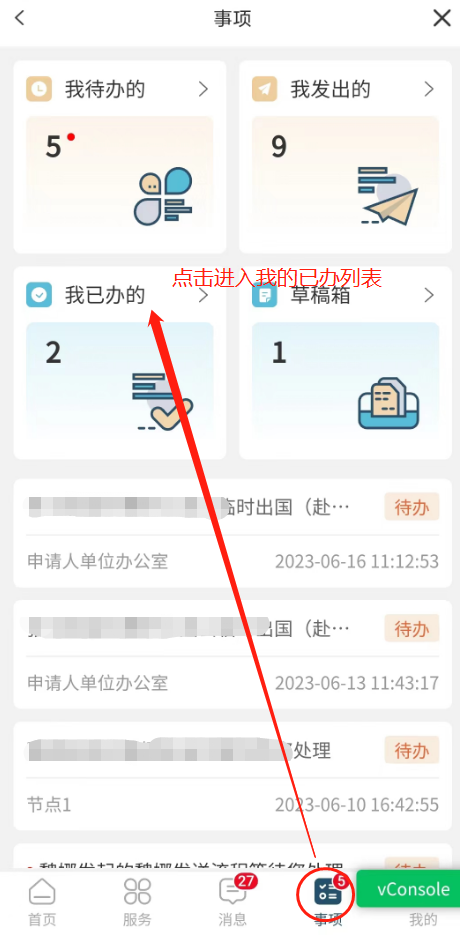 事项
我待办的
我发出的
5
9
点击进入我的已办列表
我已办的
草稿箱
2
1
临时出国（赴…
待办
申请人单位办公室
2023-06-16 11:12:53
出国（赴…
待办
申请人单位办公室
2023-06-13 11:43:17
处理
待办
节点1
2023-06-10 16:42:55
待办
27
5
vConsole
首页
服务
消息
事项
我的